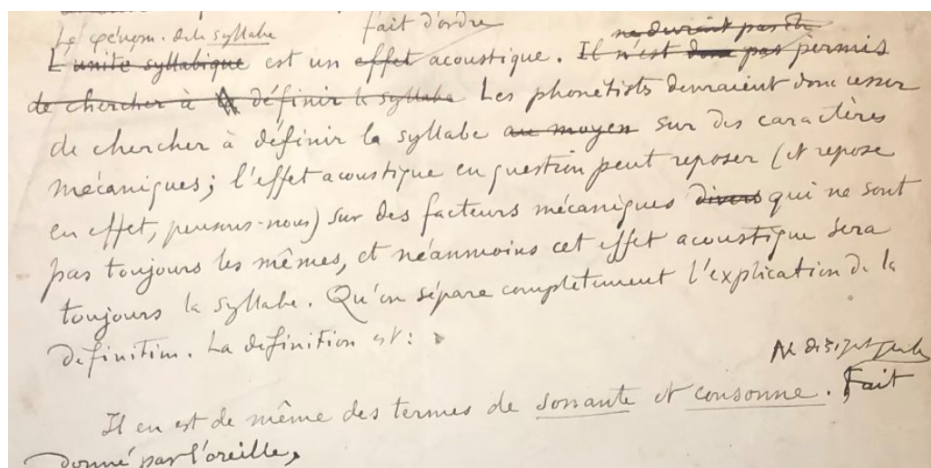 Le phénom. de la syllabe fait d'ordre
L'unité syllabique est un effet acoustique. Il n'est donc pas permis
ne devrait pas
de chercher à définir la syllabe Les phonétists devraient donc cesser
de chercher à définir la syllabe au moyen sur des caractères
mécaniques; l'effet acoustique en question peut reposer (et repose
en effet, pensons-nous) sur des facteurs mécaniques divers qui ne sont
pas toujours les mêmes, et néanmoins cet effet acoustique sera
toujours la syllabe. Qu'on sépare complètement l'explication de la
definition. La definition est:
Il en est de même des termes de sonante et consonne. Fait
donné par l'oreille,